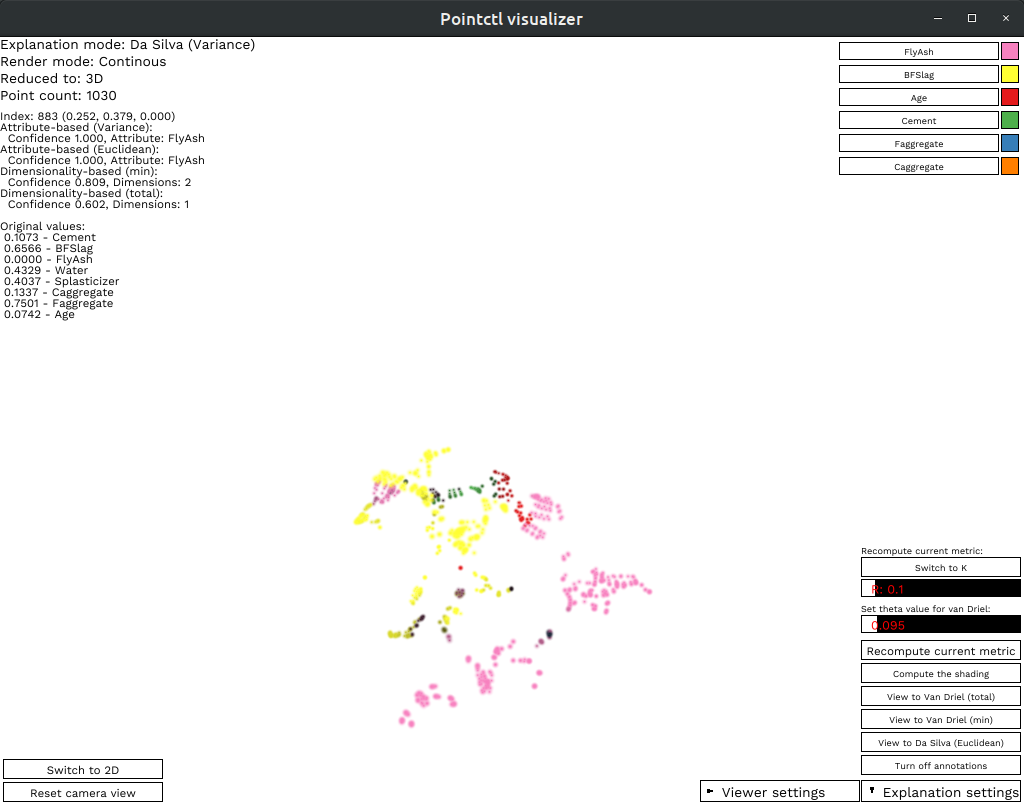 Pointctl visualizer
Explanation mode: Da Silva (Variance)
Render mode: Continous
Reduced to: 3D
Point count: 1030
Index: 883 (0.252, 0.379, 0.000)
Attribute-based (Variance):
Confidence 1.000, Attribute: FlyAsh
Attribute-based (Euclidean):
Confidence 1.000, Attribute: FlyAsh
Dimensionality-based (min):
Confidence 0.809, Dimensions: 2
Dimensionality-based (total):
Confidence 0.602, Dimensions: 1
Original values:
0.1073 - Cement
0.6566 - BFSlag
0.0000 - FlyAsh
0.4329 - Water
0.4037 - Splasticizer
0.1337 - Caggregate
0.7501 - Faggregate
0.0742 - Age
FlyAsh
BFSlag
Age
Cement
Faggregate
Caggregate
Recompute current metric:
Switch to K
R: 0.1
Set theta value for van Driel:
0.095
Recompute current metric
Compute the shading
View to Van Driel (total)
View to Van Driel (min)
View to Da Silva (Euclidean)
Turn off annotations
Switch to 2D
Reset camera view
Viewer settings
Explanation settings